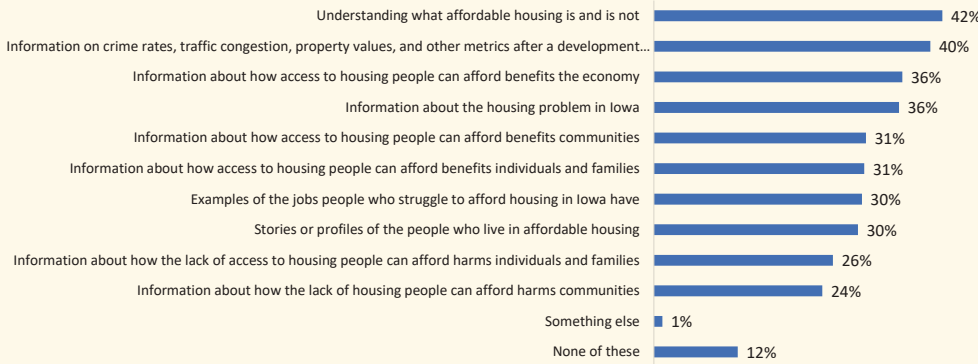 Understanding what affordable housing is and is not 42%
Information on crime rates, traffic congestion, property values, and other metrics after a development… 40%
Information about how access to housing people can afford benefits the economy 36%
Information about the housing problem in Iowa 36%
Information about how access to housing people can afford benefits communities 31%
Information about how access to housing people can afford benefits individuals and families 31%
Examples of the jobs people who struggle to afford housing in Iowa have 30%
Stories or profiles of the people who live in affordable housing 30%
Information about how the lack of access to housing people can afford harms individuals and families 26%
Information about how the lack of housing people can afford harms communities 24%
Something else 1%
None of these 12%